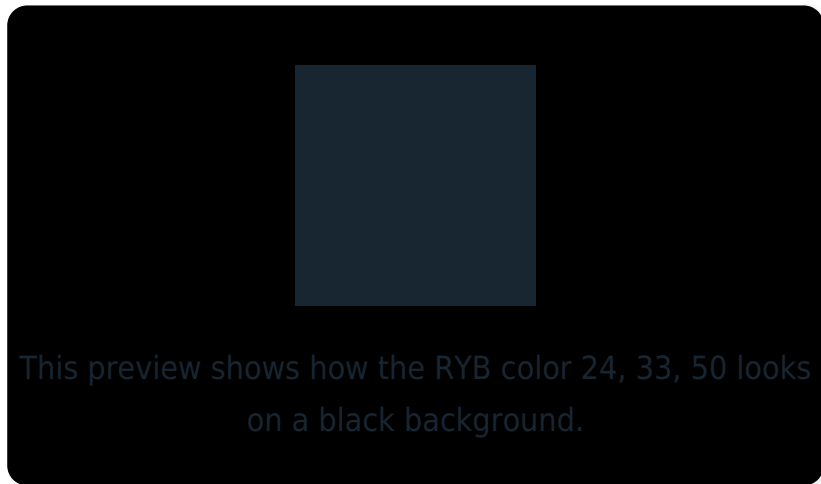 This preview shows how the RYB color 24, 33, 50 looks
on a black background.